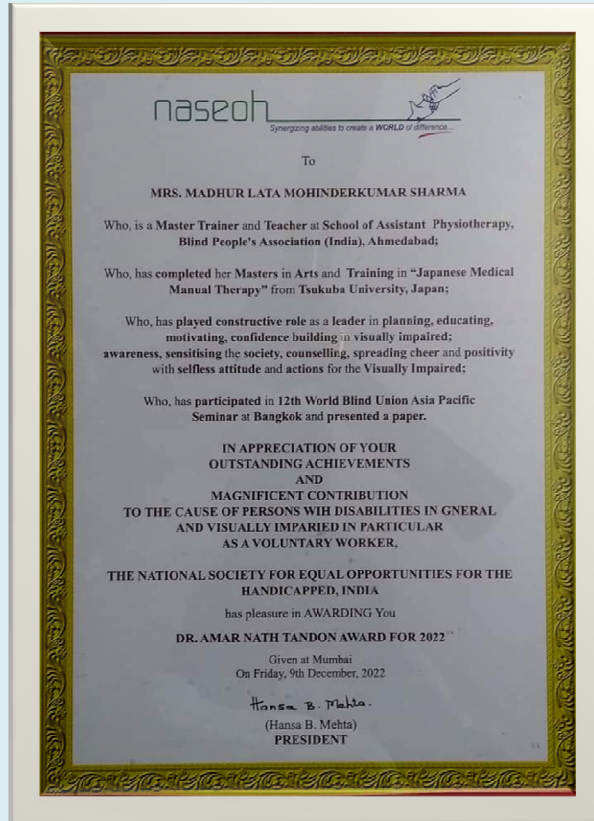 naseoh
Synergizing abilities to create a WORLD of difference...
To
MRS. MADHUR LATA MOHINDERKUMAR SHARMA
Who, is a Master Trainer and Teacher at School of Assistant Physiotherapy,
Blind People's Association (India), Ahmedabad;
Who, has completed her Masters in Arts and Training in "Japanese Medical
Manual Therapy" from Tsukuba University, Japan;
Who, has played constructive role as a leader in planning, educating,
motivating, confidence building in visually impaired;
awareness, sensitising the society, counselling, spreading cheer and positivity
with selfless attitude and actions for the Visually Impaired;
Who, has participated in 12th World Blind Union Asia Pacific
Seminar at Bangkok and presented a paper.
IN APPRECIATION OF YOUR
OUTSTANDING ACHIEVEMENTS
AND
MAGNIFICENT CONTRIBUTION
TO THE CAUSE OF PERSONS WIH DISABILITIES IN GNERAL
AND VISUALLY IMPARIED IN PARTICULAR
AS A VOLUNTARY WORKER,
THE NATIONAL SOCIETY FOR EQUAL OPPORTUNITIES FOR THE
HANDICAPPED, INDIA
has pleasure in AWARDING You
DR. AMAR NATH TANDON AWARD FOR 2022
Given at Mumbai
On Friday, 9th December, 2022
Hansa B. Mehta.
(Hansa B. Mehta)
PRESIDENT